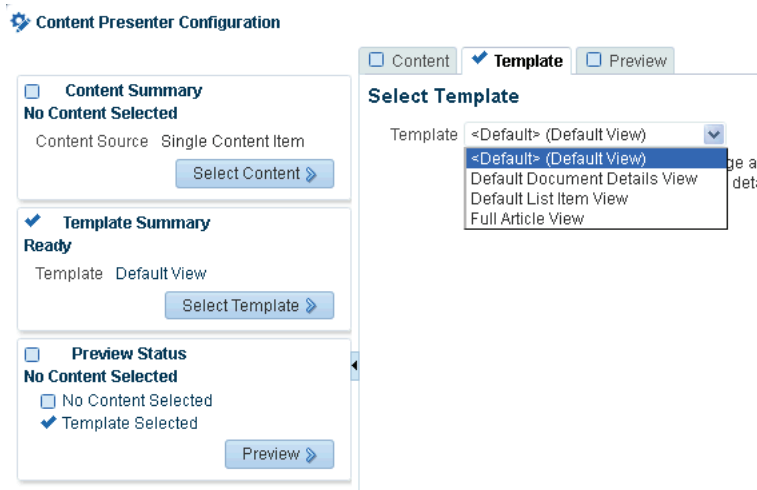 Content Presenter Configuration
Content Template Preview
Content Summary
No Content Selected
Content Source Single Content Item
Select Content
Template Summary
Ready
Template Default View
Select Template
Preview Status
No Content Selected
No Content Selected
Template Selected
Preview
Select Template
Template <Default> (Default View)
<Default> (Default View)
Default Document Details View
Default List Item View
Full Article View